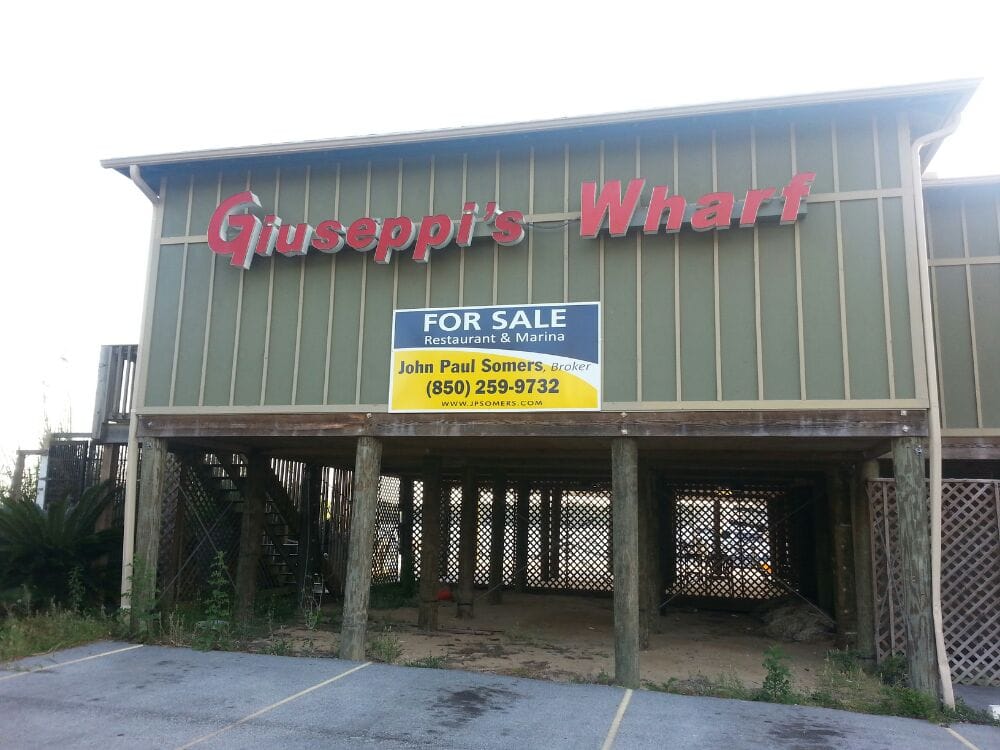 Giuseppi's Wharf
FOR SALE
Restaurant & Marina
John Paul Somers, Broker
(850) 259-9732
WWW.JPSOMERS.COM